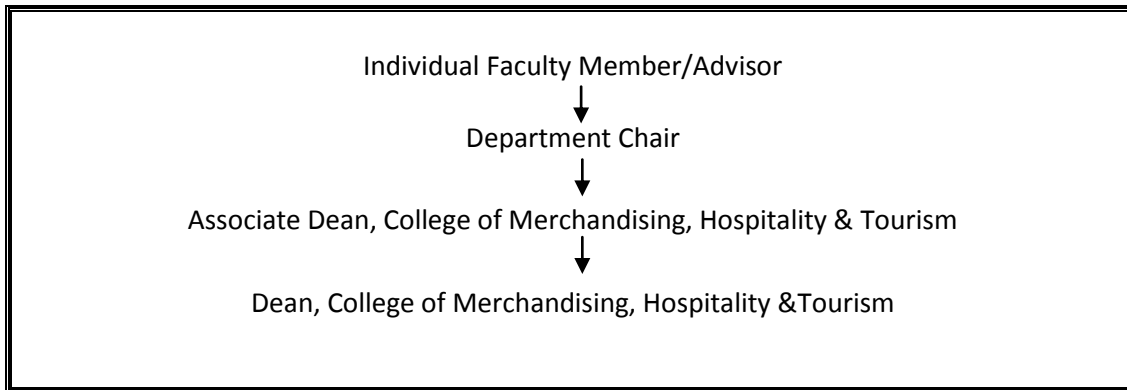 Individual Faculty Member/Advisor
Department Chair
Associate Dean, College of Merchandising, Hospitality & Tourism
Dean, College of Merchandising, Hospitality &Tourism